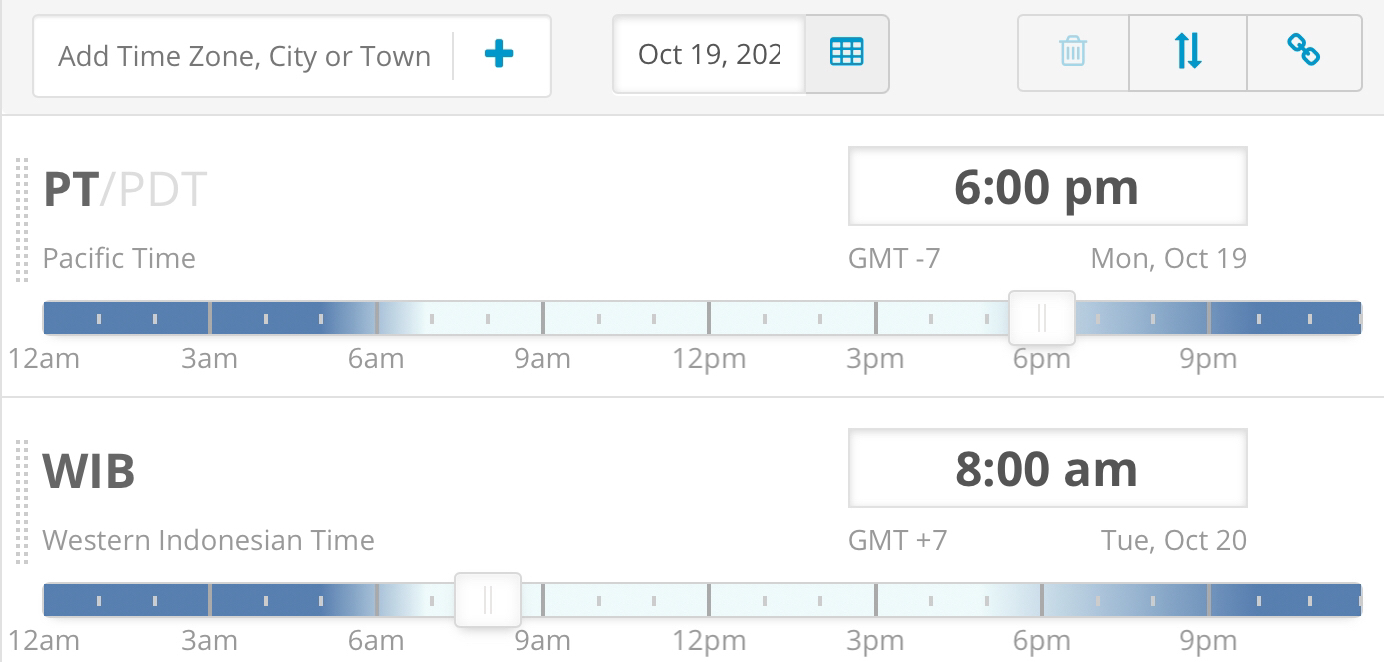 Add Time Zone, City or Town
Oct 19, 202
PT/PDT
6:00 pm
Pacific Time
GMT -7
Mon, Oct 19
12am 3am 6am 9am 12pm 3pm 6pm 9pm
WIB
8:00 am
Western Indonesian Time
GMT +7
Tue, Oct 20
12am 3am 6am 9am 12pm 3pm 6pm 9pm